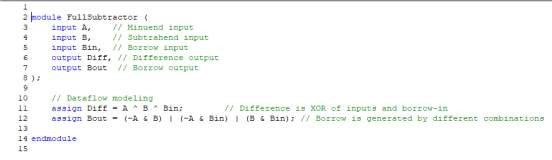 1
2 module FullSubtractor (
3     input A,    // Minuend input
4     input B,    // Subtrahend input
5     input Bin,  // Borrow input
6     output Diff, // Difference output
7     output Bout  // Borrow output
8 );
9
10     // Dataflow modeling
11     assign Diff = A ^ B ^ Bin;        // Difference is XOR of inputs and borrow-in
12     assign Bout = (~A & B) | (~A & Bin) | (B & Bin); // Borrow is generated by different combinations
13
14 endmodule
15